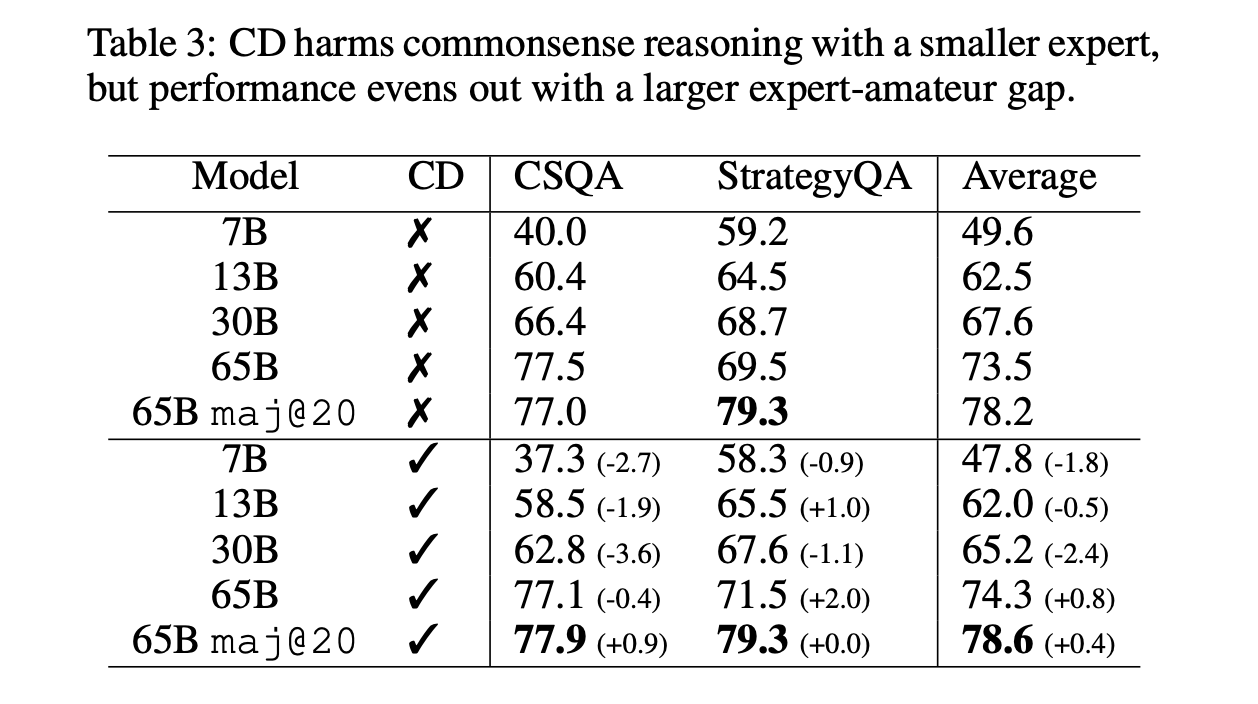 Table 3: CD harms commonsense reasoning with a smaller expert,
but performance evens out with a larger expert-amateur gap.
Model CD CSQA StrategyQA Average
7B ✗ 40.0 59.2 49.6
13B ✗ 60.4 64.5 62.5
30B ✗ 66.4 68.7 67.6
65B ✗ 77.5 69.5 73.5
65B maj@20 ✗ 77.0 79.3 78.2
7B ✓ 37.3 (-2.7) 58.3 (-0.9) 47.8 (-1.8)
13B ✓ 58.5 (-1.9) 65.5 (+1.0) 62.0 (-0.5)
30B ✓ 62.8 (-3.6) 67.6 (-1.1) 65.2 (-2.4)
65B ✓ 77.1 (-0.4) 71.5 (+2.0) 74.3 (+0.8)
65B maj@20 ✓ 77.9 (+0.9) 79.3 (+0.0) 78.6 (+0.4)